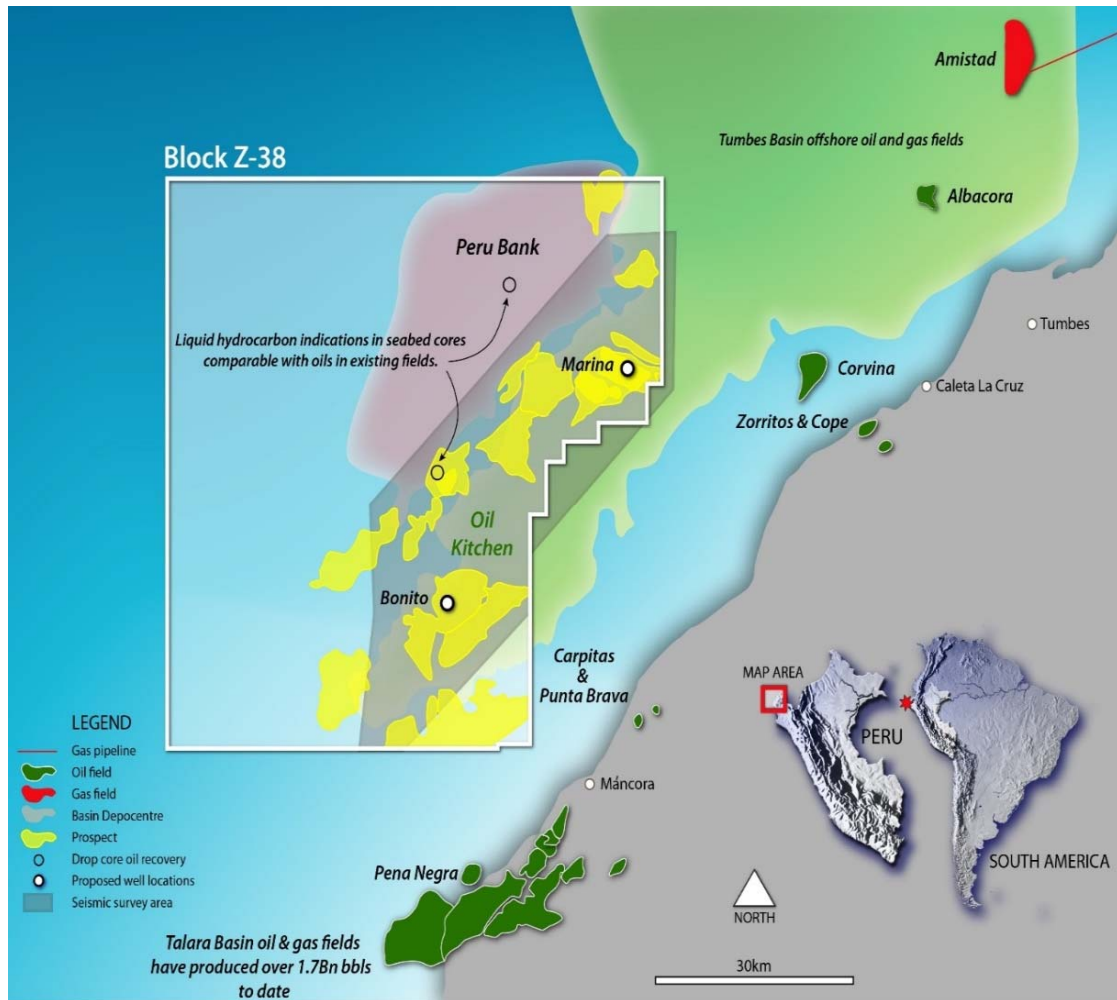 Amistad
Tumbes Basin offshore oil and gas fields
Block Z-38
Albacora
Peru Bank
Tumbes
Liquid hydrocarbon indications in seabed cores
comparable with oils in existing fields.
Marina
Corvina
Caleta La Cruz
Zorritos & Cope
Oil
Kitchen
Bonito
Carpitas
&
Punta Brava
MAP AREA
PERU
SOUTH AMERICA
LEGEND
Gas pipeline
Oil field
Gas field
Basin Depocentre
Prospect
Drop core oil recovery
Proposed well locations
Seismic survey area
Máncora
Pena Negra
NORTH
Talara Basin oil & gas fields
have produced over 1.7Bn bbls
to date
30km